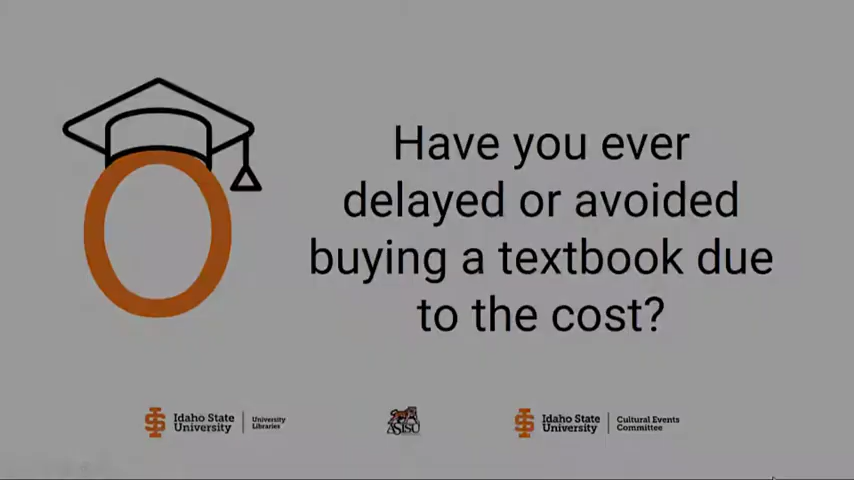 Have you ever
delayed or avoided
buying a textbook due
to the cost?
Idaho State
University
University
Libraries
ASISU
Idaho State
University
Cultural Events
Committee